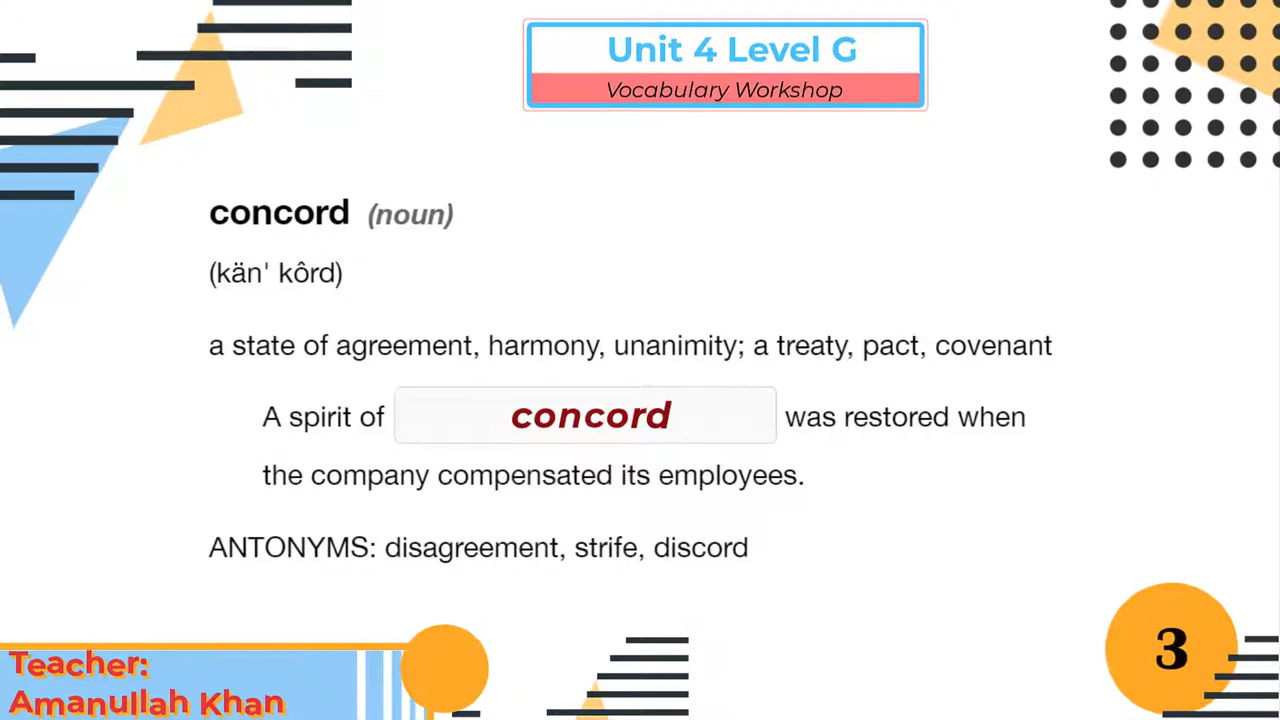 Unit 4 Level G
Vocabulary Workshop
concord (noun)
(kän' kôrd)
a state of agreement, harmony, unanimity; a treaty, pact, covenant
A spirit of concord was restored when
the company compensated its employees.
ANTONYMS: disagreement, strife, discord
Teacher:
Amanullah Khan
3